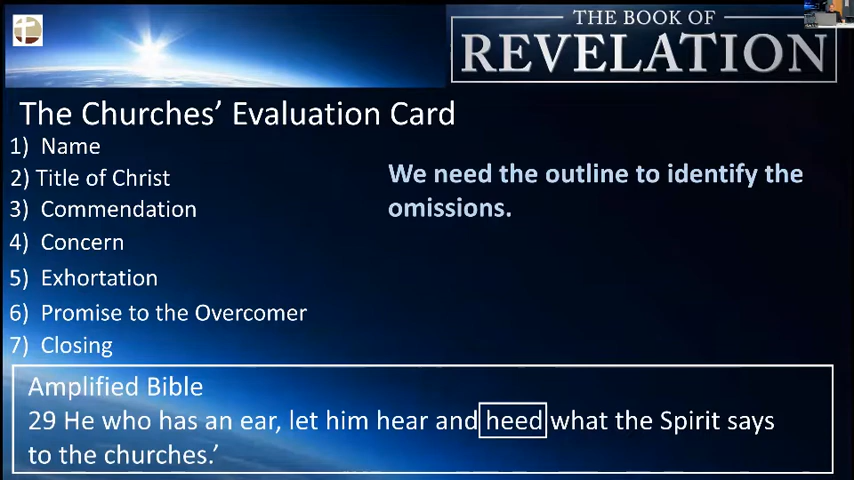 THE BOOK OF
REVELATION
The Churches’ Evaluation Card
1) Name
2) Title of Christ
3) Commendation
4) Concern
5) Exhortation
6) Promise to the Overcomer
7) Closing
We need the outline to identify the
omissions.
Amplified Bible
29 He who has an ear, let him hear and heed what the Spirit says
to the churches.’